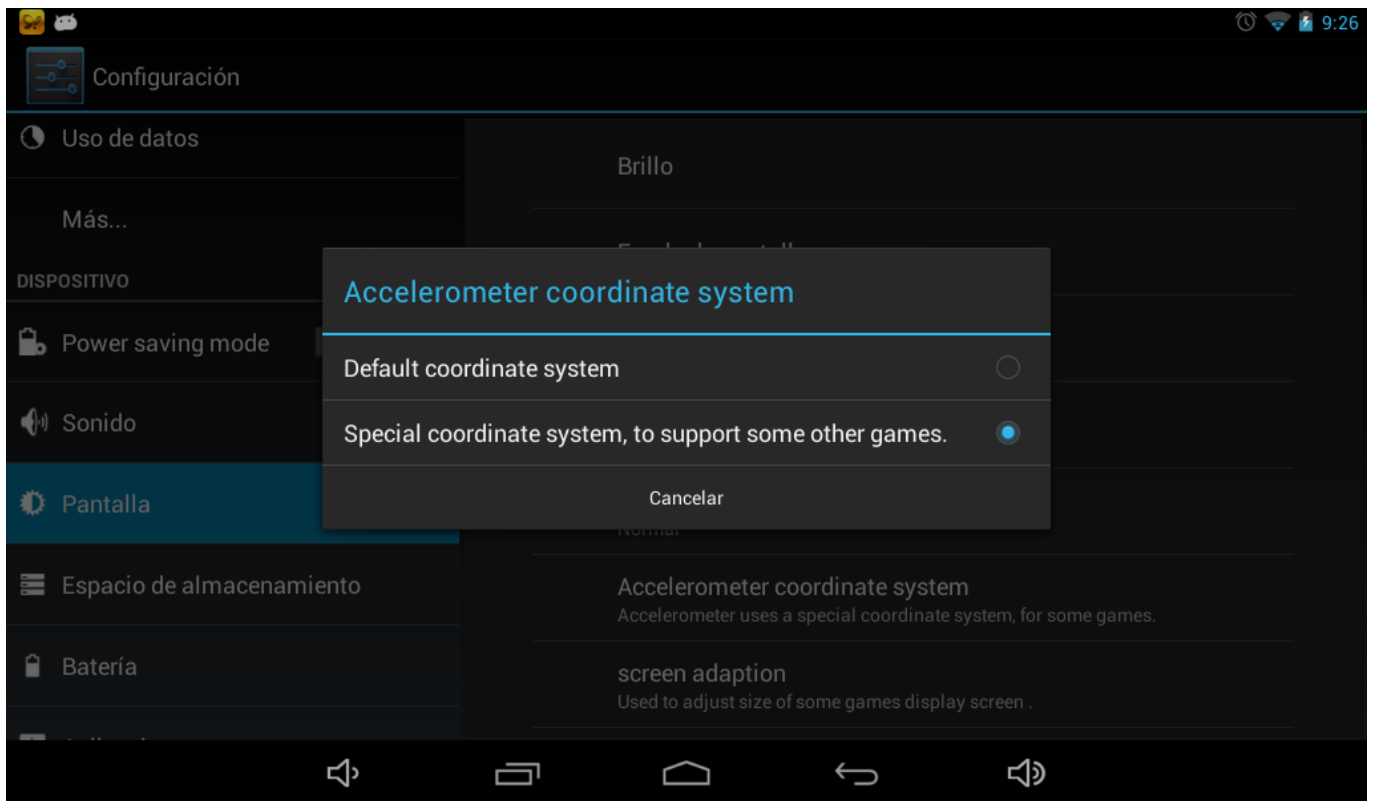 9:26
Configuración
Uso de datos
Más...
DISPOSITIVO
Power saving mode
Sonido
Pantalla
Espacio de almacenamiento
Batería
Brillo
Accelerometer coordinate system
Default coordinate system
Special coordinate system, to support some other games.
Cancelar
Normal
Accelerometer coordinate system
Accelerometer uses a special coordinate system, for some games.
screen adaption
Used to adjust size of some games display screen .